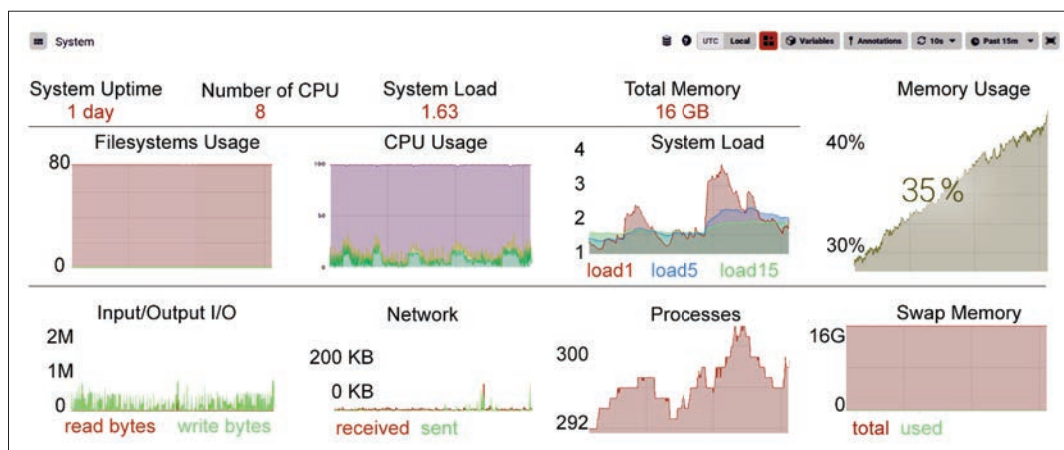 System
UTC Local Variables Annotations 10s Past 15m
System Uptime Number of CPU System Load Total Memory Memory Usage
1 day 8 1.63 16 GB
Filesystems Usage
80
0
CPU Usage
100
50
0
System Load
4
3
2
1
load1 load5 load15
40%
35%
30%
Input/Output I/O
2M
1M
0
read bytes write bytes
Network
200 KB
0 KB
received sent
Processes
300
292
Swap Memory
16G
0
total used